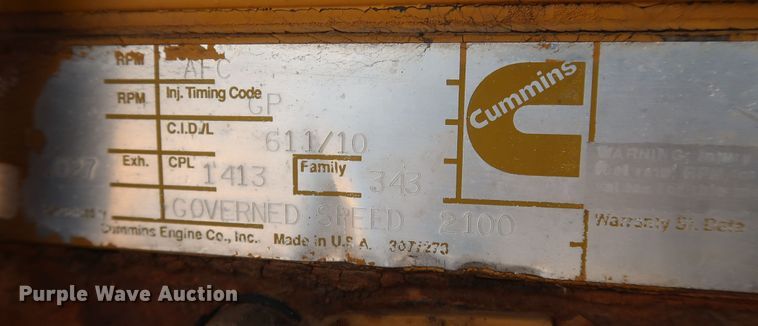 RPM AFC
RPM Inj. Timing Code GP
C.I.D./L 611/10
Exh. CPL 1413 Family 343
GOVERNED SPEED 2100
Cummins Engine Co., Inc. Made in U.S.A.
Cummins
Warranty St. Date
Purple Wave Auction